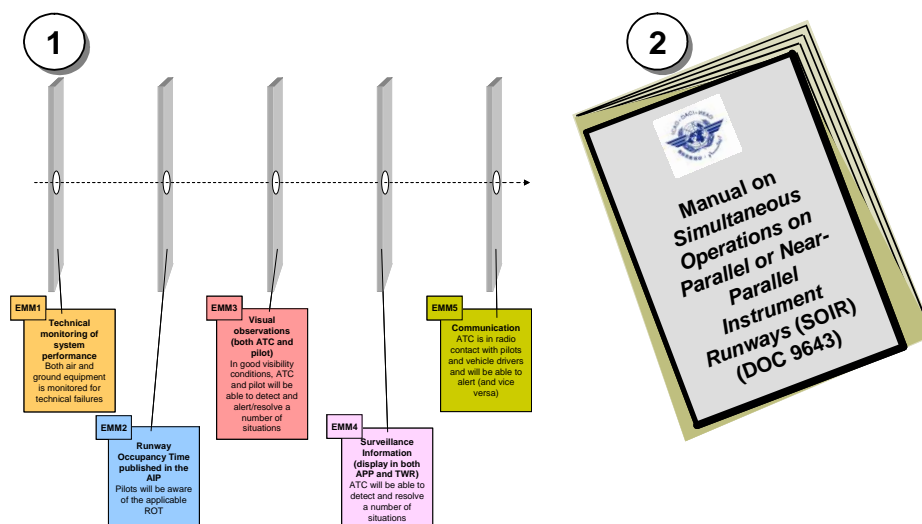 1
2
EMM1
Technical
monitoring of
system
performance
Both air and
ground equipment
is monitored for
technical failures
EMM2
Runway
Occupancy Time
published in the
AIP
Pilots will be aware
of the applicable
ROT
EMM3
Visual
observations
(both ATC and
pilot)
In good visibility
conditions, ATC
and pilot will be
able to detect and
alert/resolve a
number of
situations
EMM4
Surveillance
Information
(display in both
APP and TWR)
ATC will be able to
detect and resolve
a number of
situations
EMM5
Communication
ATC is in radio
contact with pilots
and vehicle drivers
and will be able to
alert (and vice
versa)
Manual on
Simultaneous
Operations on
Parallel or Near-
Parallel
Instrument
Runways (SOIR)
(DOC 9643)